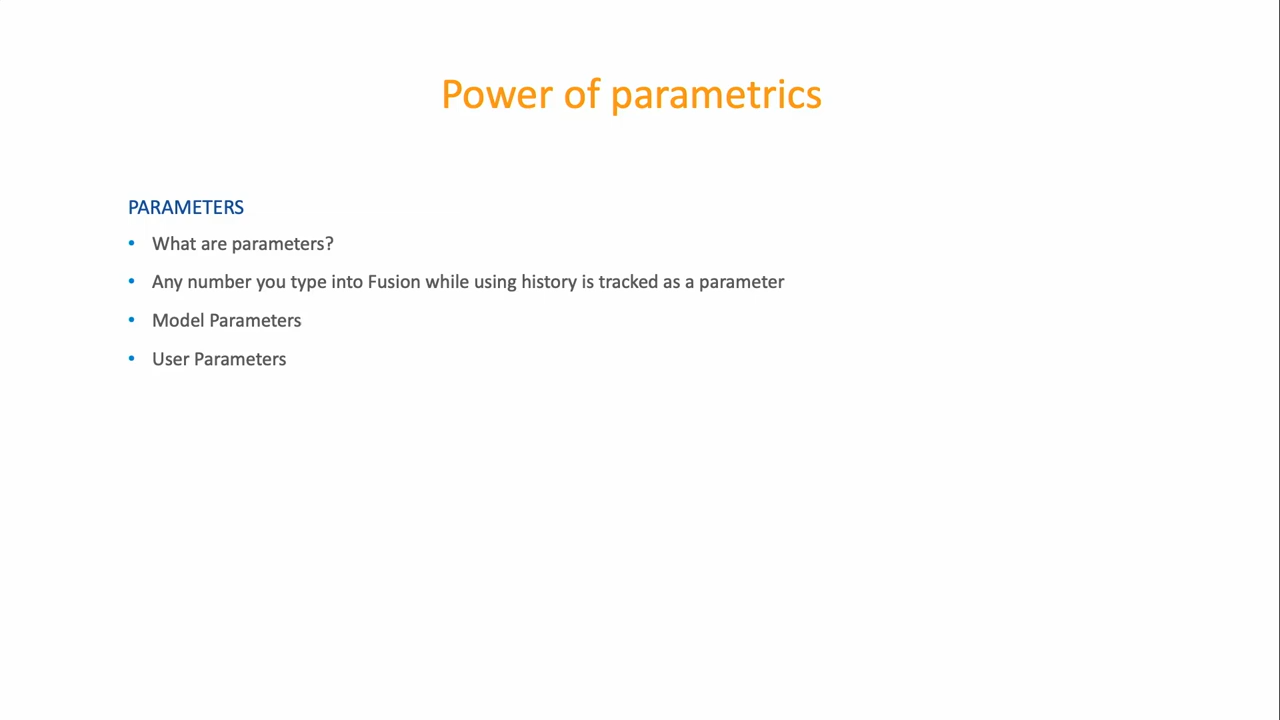 Power of parametrics
PARAMETERS
• What are parameters?
• Any number you type into Fusion while using history is tracked as a parameter
• Model Parameters
• User Parameters